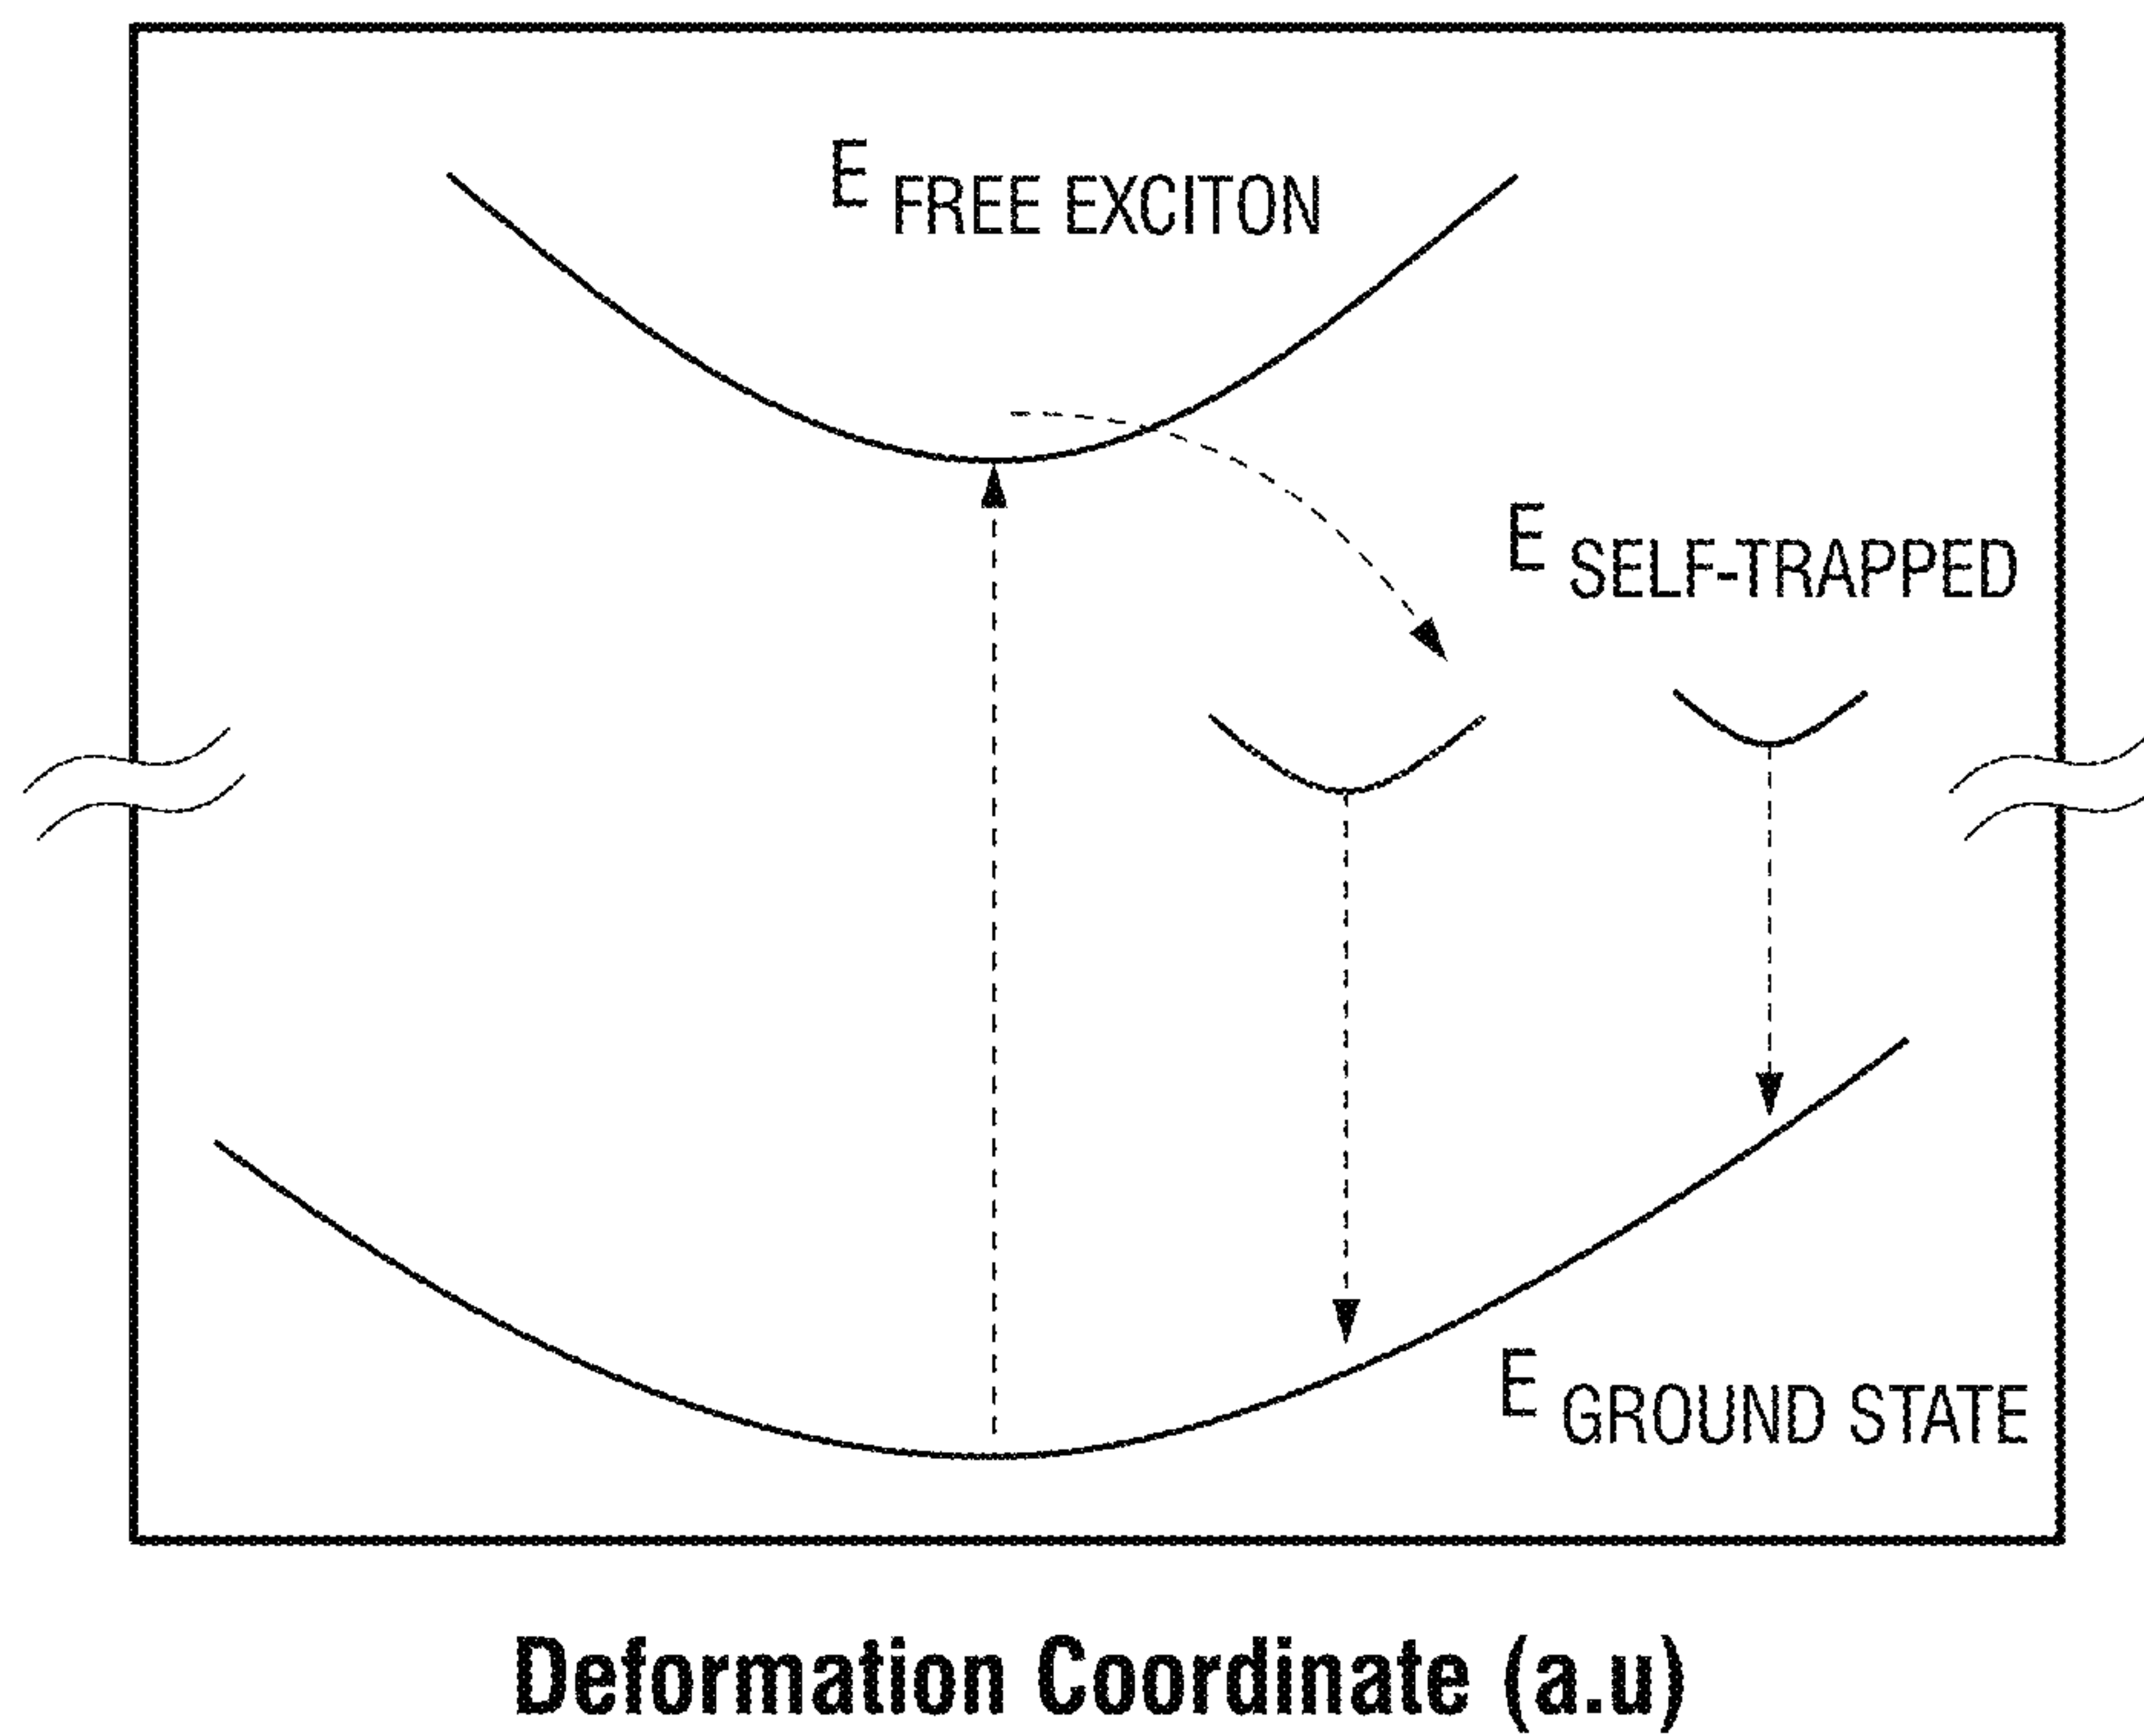 E FREE EXCITON
E SELF-TRAPPED
E GROUND STATE
Deformation Coordinate (a.u)